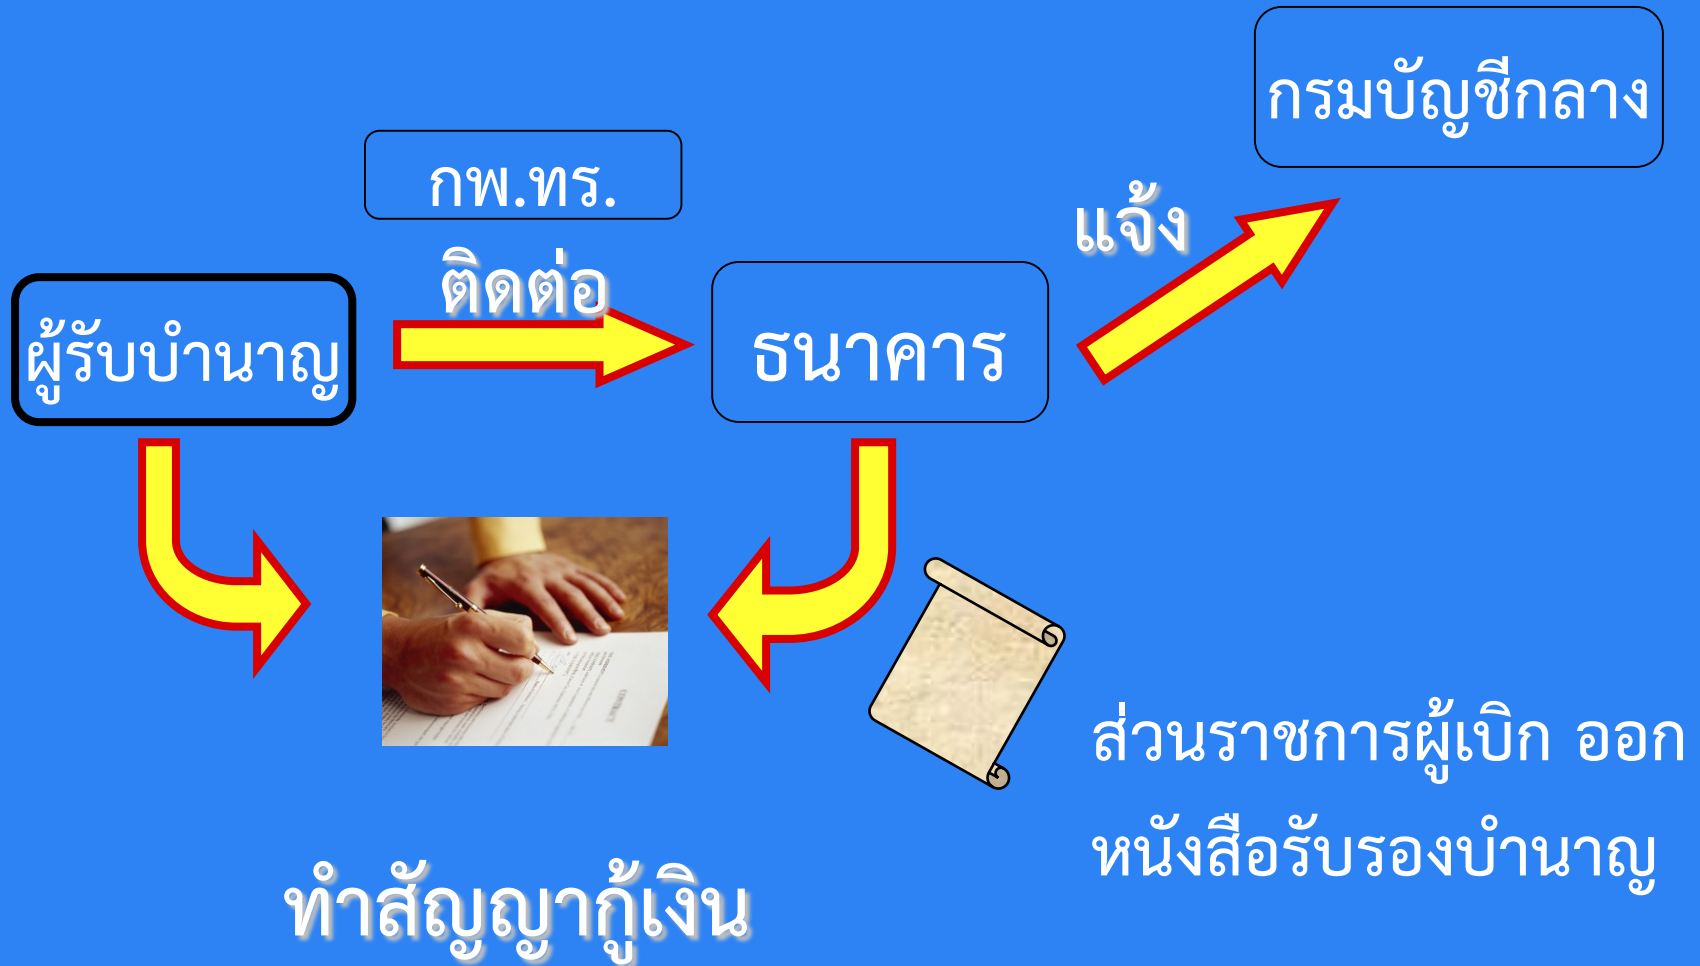 กรมบัญชีกลาง
กพ.ทร.
แจ้ง
ติดต่อ
ผู้รับบำนาญ
ธนาคาร
ส่วนราชการผู้เบิก ออก
หนังสือรับรองบำนาญ
ทำสัญญากู้เงิน